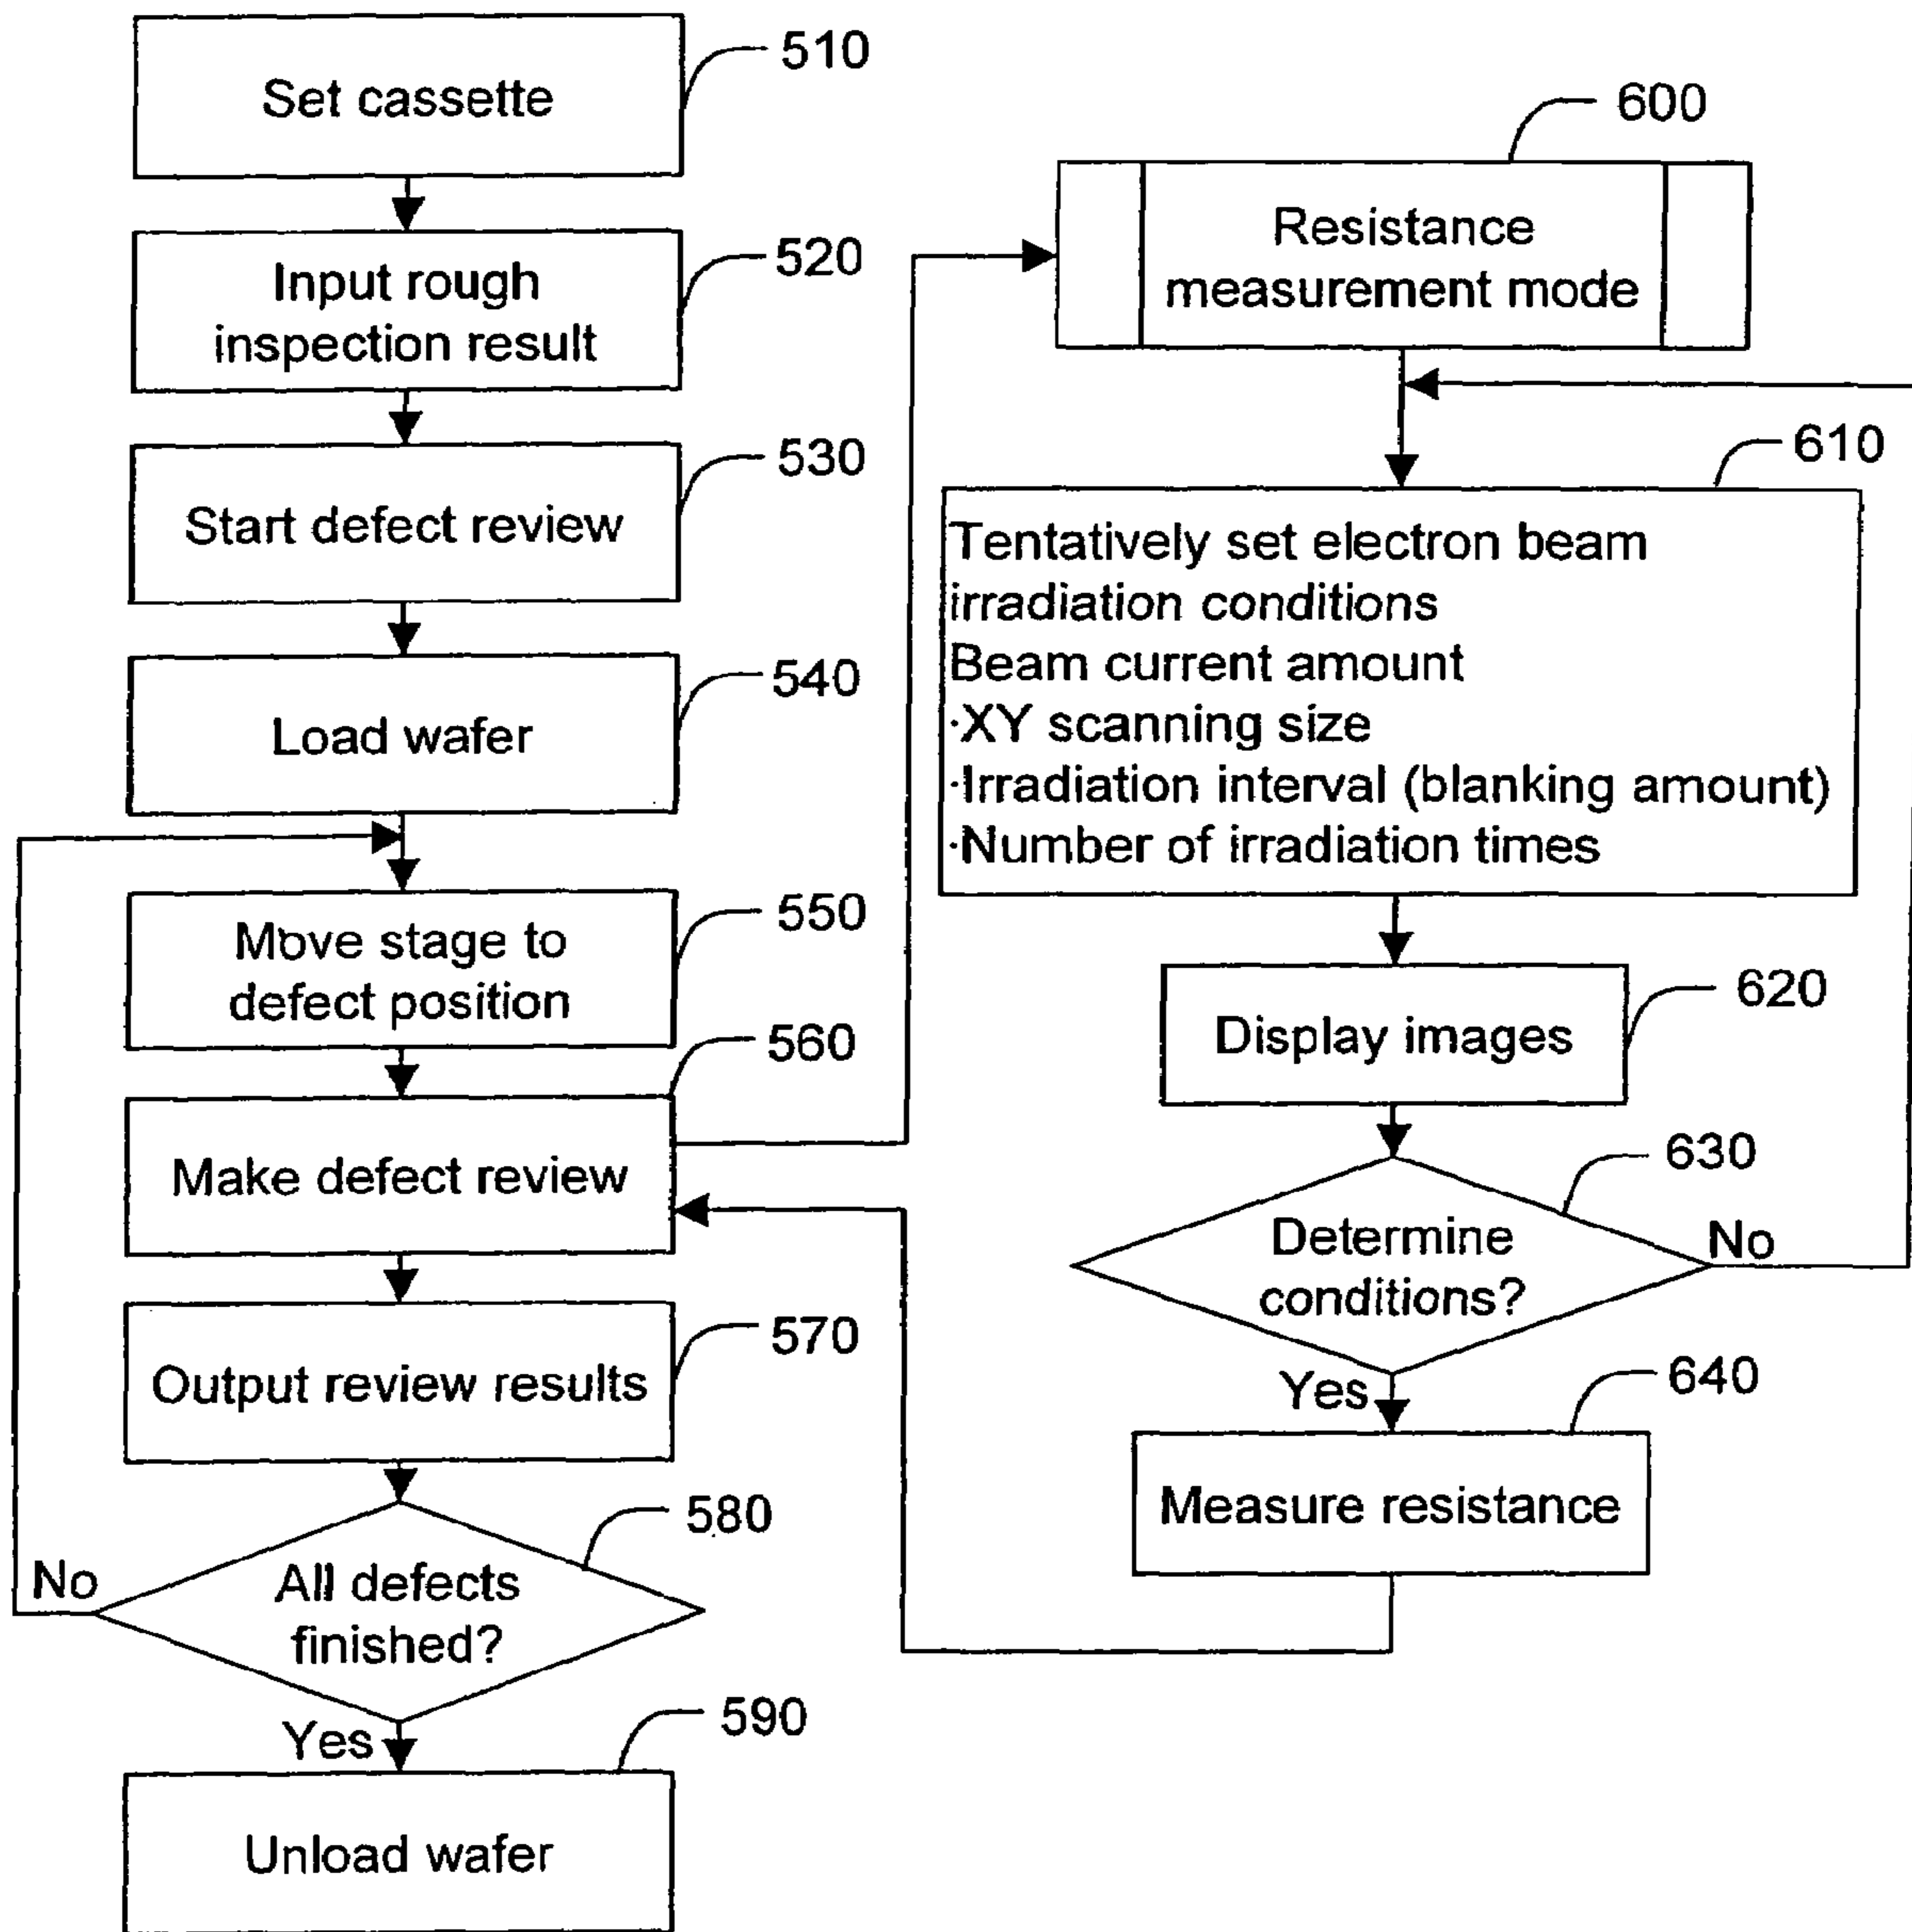 510
Set cassette
520
Input rough
inspection result
530
Start defect review
540
Load wafer
550
Move stage to
defect position
560
Make defect review
570
Output review results
580
All defects
finished?
No
Yes
590
Unload wafer
600
Resistance
measurement mode
610
Tentatively set electron beam
irradiation conditions
Beam current amount
·XY scanning size
·Irradiation interval (blanking amount)
·Number of irradiation times
620
Display images
630
Determine
conditions?
No
Yes
640
Measure resistance